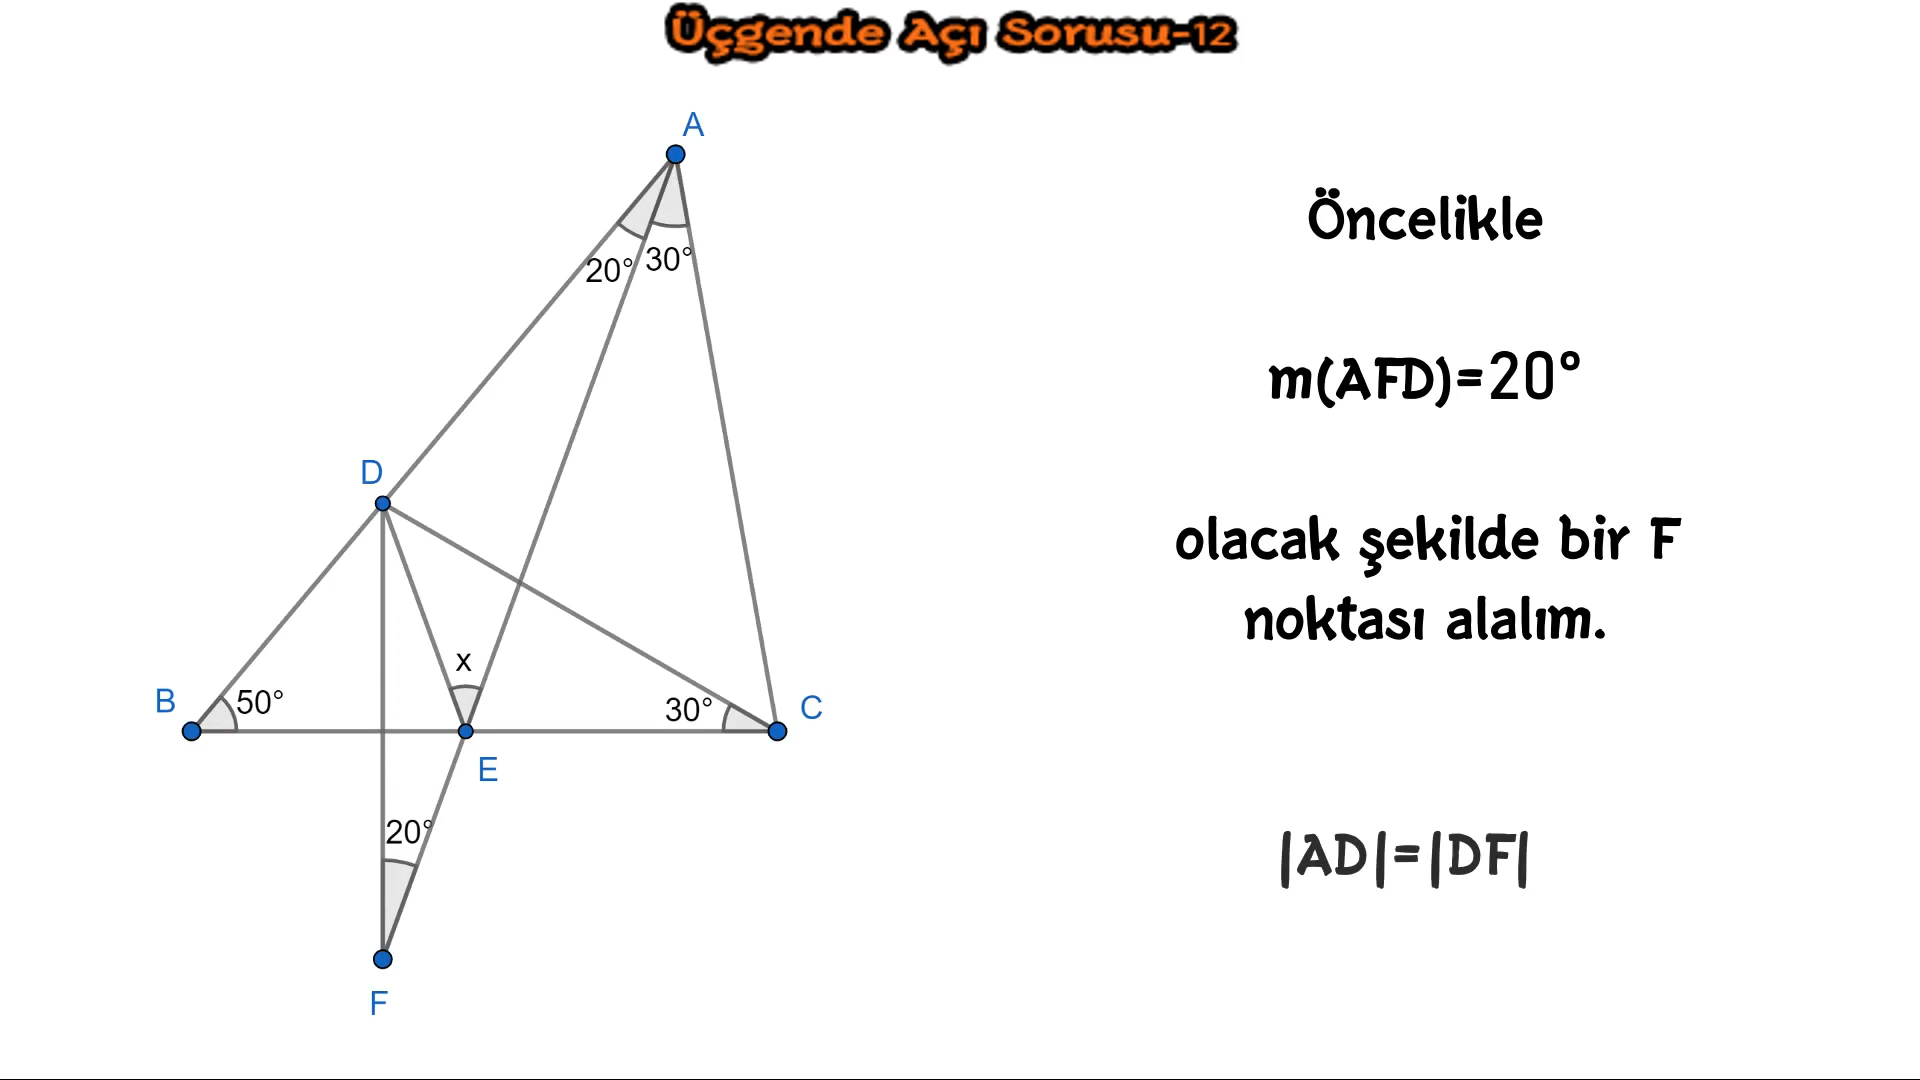 Üçgende Açı Sorusu-12
A
20° 30°
Öncelikle
m(AFD)=20°
D
olacak şekilde bir F
noktası alalım.
x
B 50° 30° C
E
20°
|AD|=|DF|
F